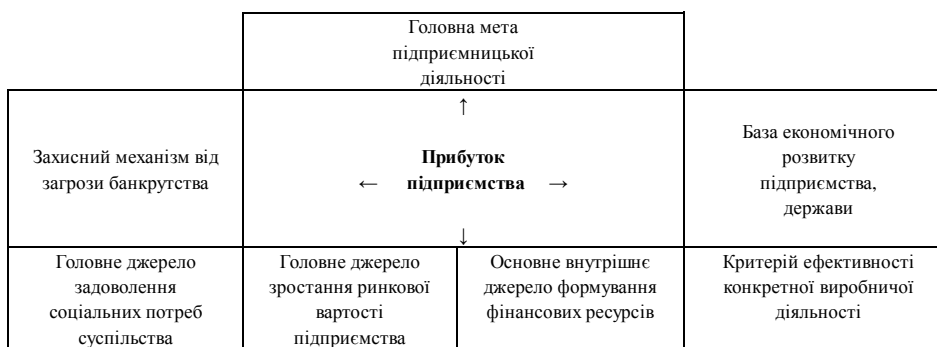 Головна мета
підприємницької
діяльності
↑
Захисний механізм від
загрози банкрутства
Прибуток
← підприємства →
База економічного
розвитку
підприємства,
держави
↓
Головне джерело
задоволення
соціальних потреб
суспільства
Головне джерело
зростання ринкової
вартості
підприємства
Основне внутрішнє
джерело формування
фінансових ресурсів
Критерій ефективності
конкретної виробничої
діяльності